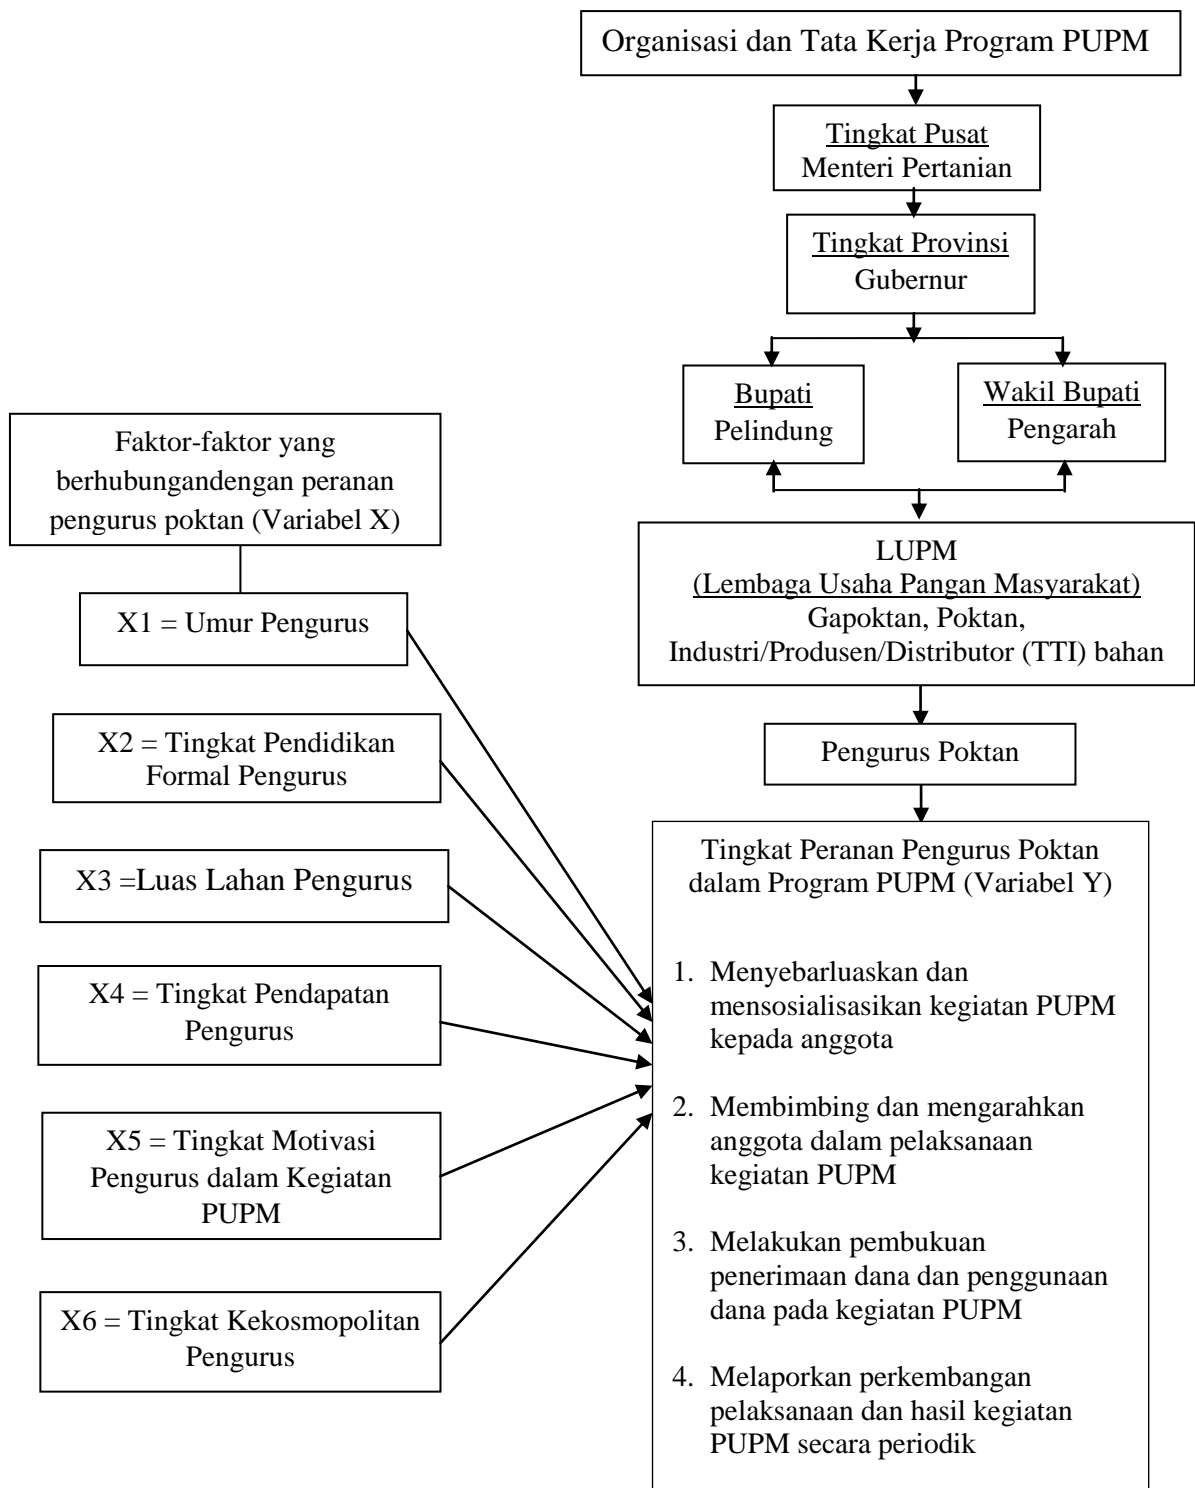 Organisasi dan Tata Kerja Program PUPM
Tingkat Pusat
Menteri Pertanian
Tingkat Provinsi
Gubernur
Bupati
Pelindung
Wakil Bupati
Pengarah
LUPM
(Lembaga Usaha Pangan Masyarakat)
Gapoktan, Poktan,
Industri/Produsen/Distributor (TTI) bahan
Pengurus Poktan
Faktor-faktor yang
berhubungandengan peranan
pengurus poktan (Variabel X)
X1 = Umur Pengurus
X2 = Tingkat Pendidikan
Formal Pengurus
X3 =Luas Lahan Pengurus
X4 = Tingkat Pendapatan
Pengurus
X5 = Tingkat Motivasi
Pengurus dalam Kegiatan
PUPM
X6 = Tingkat Kekosmopolitan
Pengurus
Tingkat Peranan Pengurus Poktan
dalam Program PUPM (Variabel Y)
1. Menyebarluaskan dan
mensosialisasikan kegiatan PUPM
kepada anggota
2. Membimbing dan mengarahkan
anggota dalam pelaksanaan
kegiatan PUPM
3. Melakukan pembukuan
penerimaan dana dan penggunaan
dana pada kegiatan PUPM
4. Melaporkan perkembangan
pelaksanaan dan hasil kegiatan
PUPM secara periodik